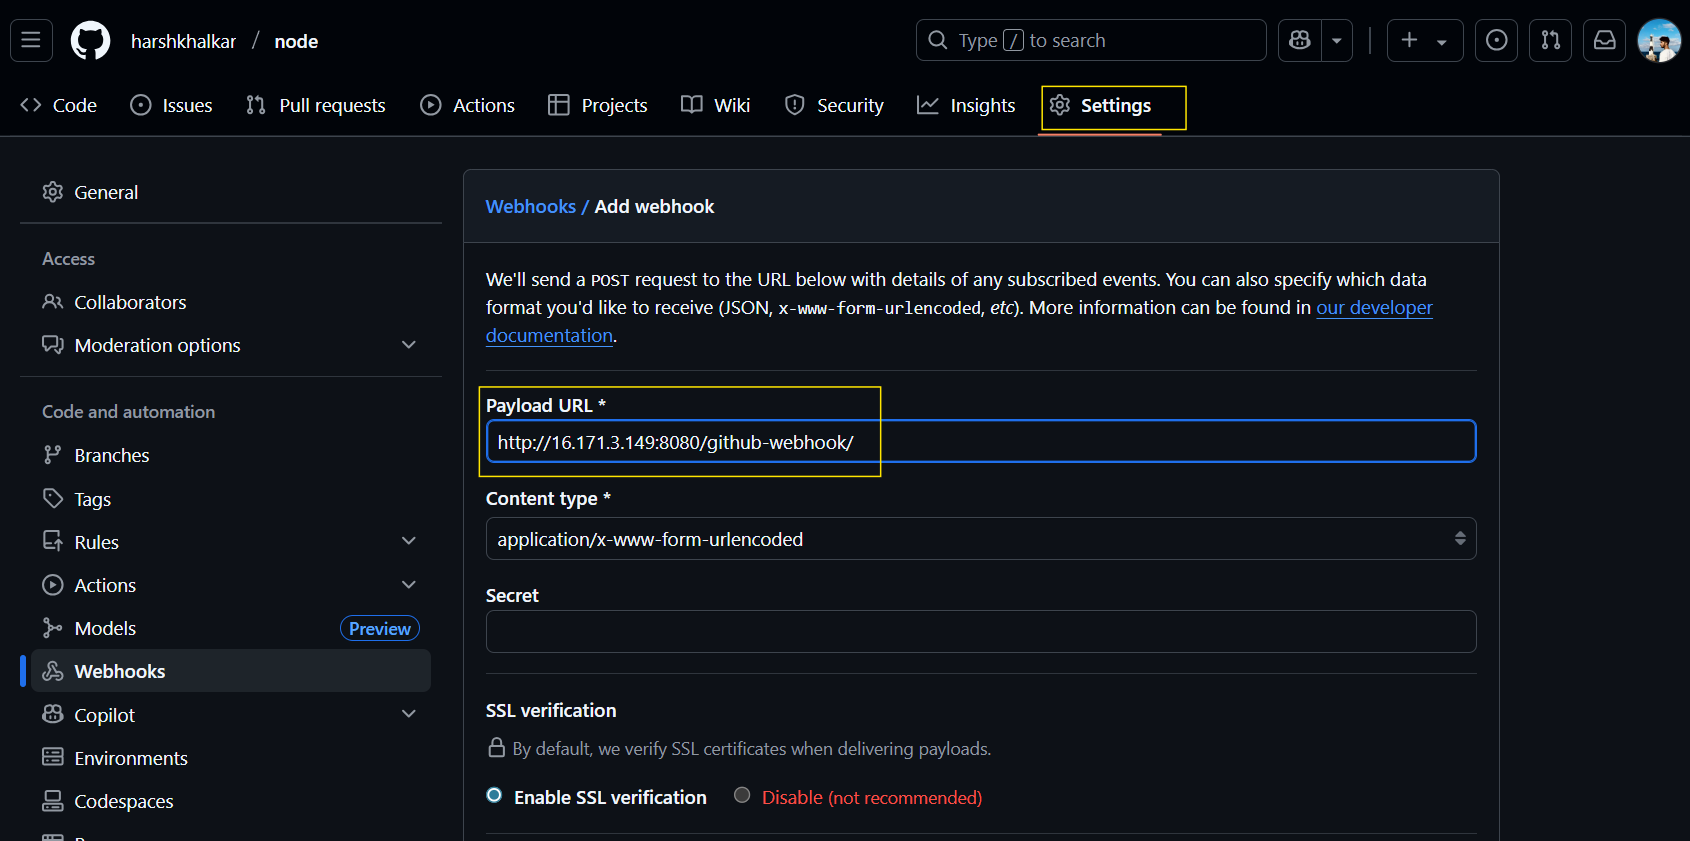 harshkhalkar / node
Type / to search
Code Issues Pull requests Actions Projects Wiki Security Insights Settings
General
Access
Collaborators
Moderation options
Code and automation
Branches
Tags
Rules
Actions
Models Preview
Webhooks
Copilot
Environments
Codespaces
Webhooks / Add webhook
We'll send a POST request to the URL below with details of any subscribed events. You can also specify which data
format you'd like to receive (JSON, x-www-form-urlencoded, etc). More information can be found in our developer
documentation.
Payload URL *
http://16.171.3.149:8080/github-webhook/
Content type *
application/x-www-form-urlencoded
Secret
SSL verification
By default, we verify SSL certificates when delivering payloads.
Enable SSL verification Disable (not recommended)